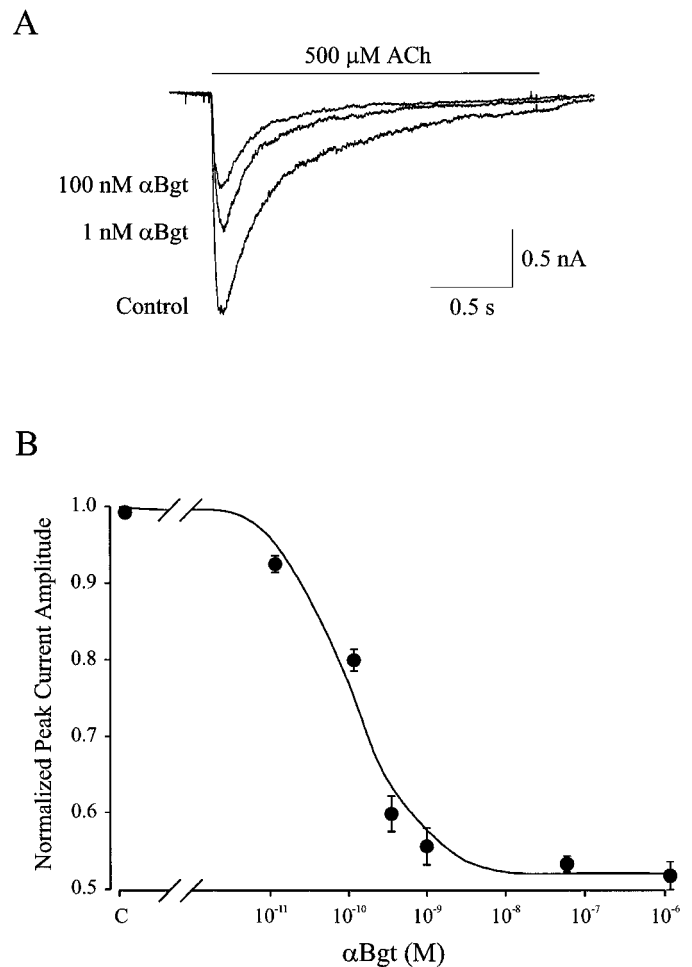 A
500 μM ACh
100 nM αBgt
1 nM αBgt
Control
0.5 nA
0.5 s
B
Normalized Peak Current Amplitude
1.0
0.9
0.8
0.7
0.6
0.5
C
10⁻¹¹
10⁻¹⁰
10⁻⁹
10⁻⁸
10⁻⁷
10⁻⁶
αBgt (M)